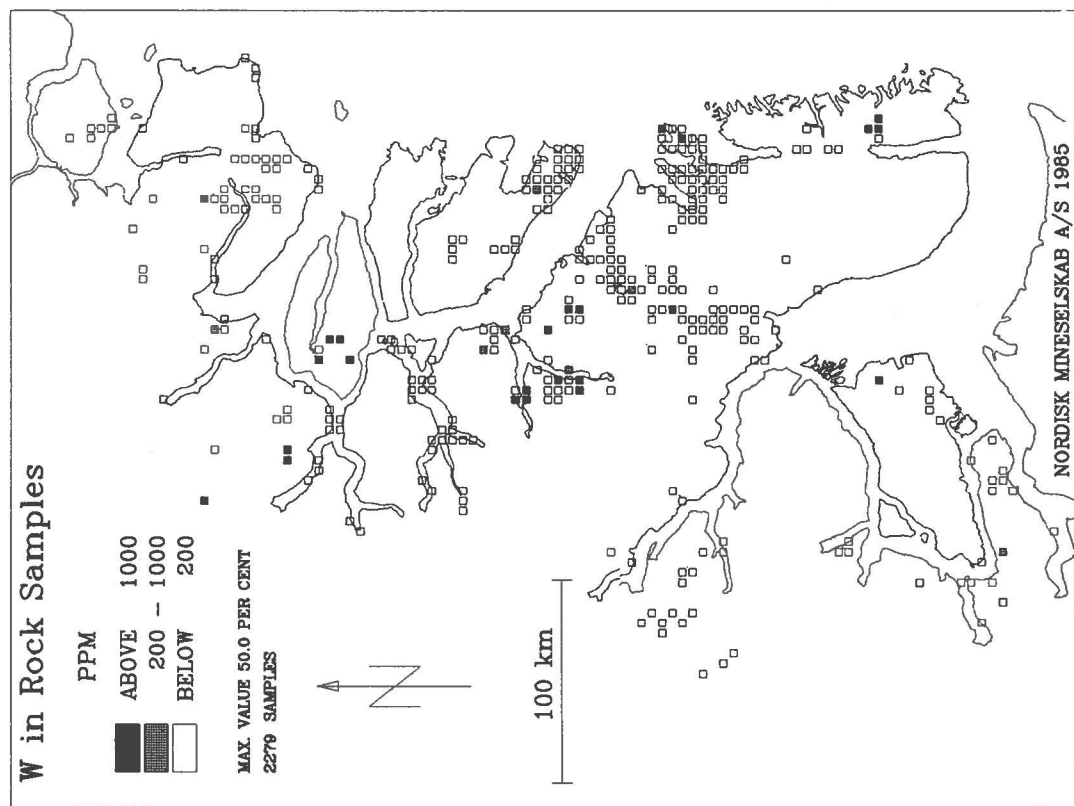 W in Rock Samples
PPM
ABOVE 1000
200 - 1000
BELOW 200
MAX. VALUE 50.0 PER CENT
2279 SAMPLES
N
100 km
NORDISK MINESELSKAB A/S 1985